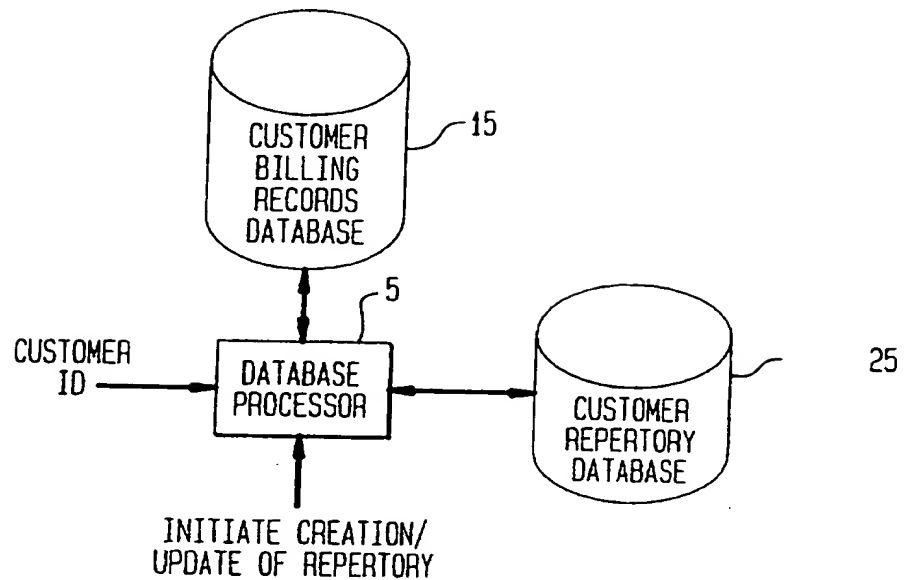 CUSTOMER
BILLING
RECORDS
DATABASE
15
5
CUSTOMER
ID
DATABASE
PROCESSOR
25
CUSTOMER
REPERTORY
DATABASE
INITIATE CREATION/
UPDATE OF REPERTORY